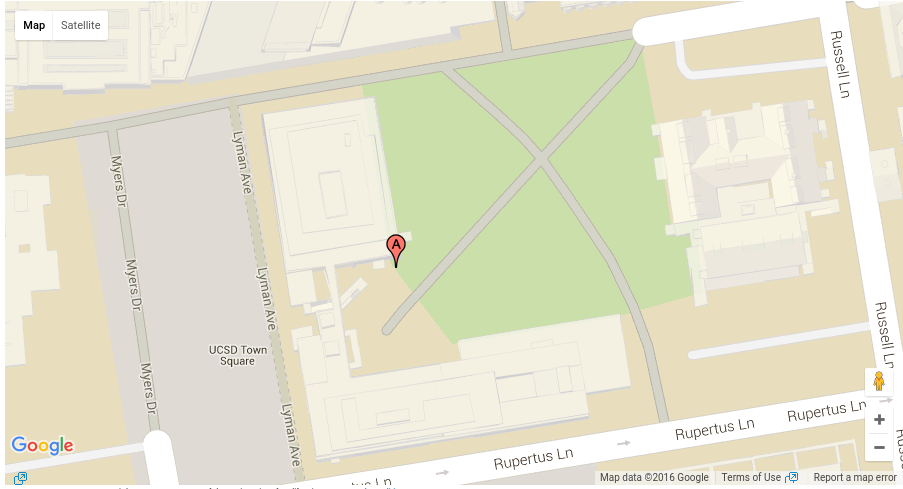 Map
Satellite
Russell Ln
Lyman Ave
Myers Dr
A
Myers Dr
Lyman Ave
Russell Ln
UCSD Town
Square
Myers Dr
Lyman Ave
Rupertus Ln
Rupertus Ln
Rupertus Ln
Google
Map data ©2016 Google
Terms of Use
Report a map error